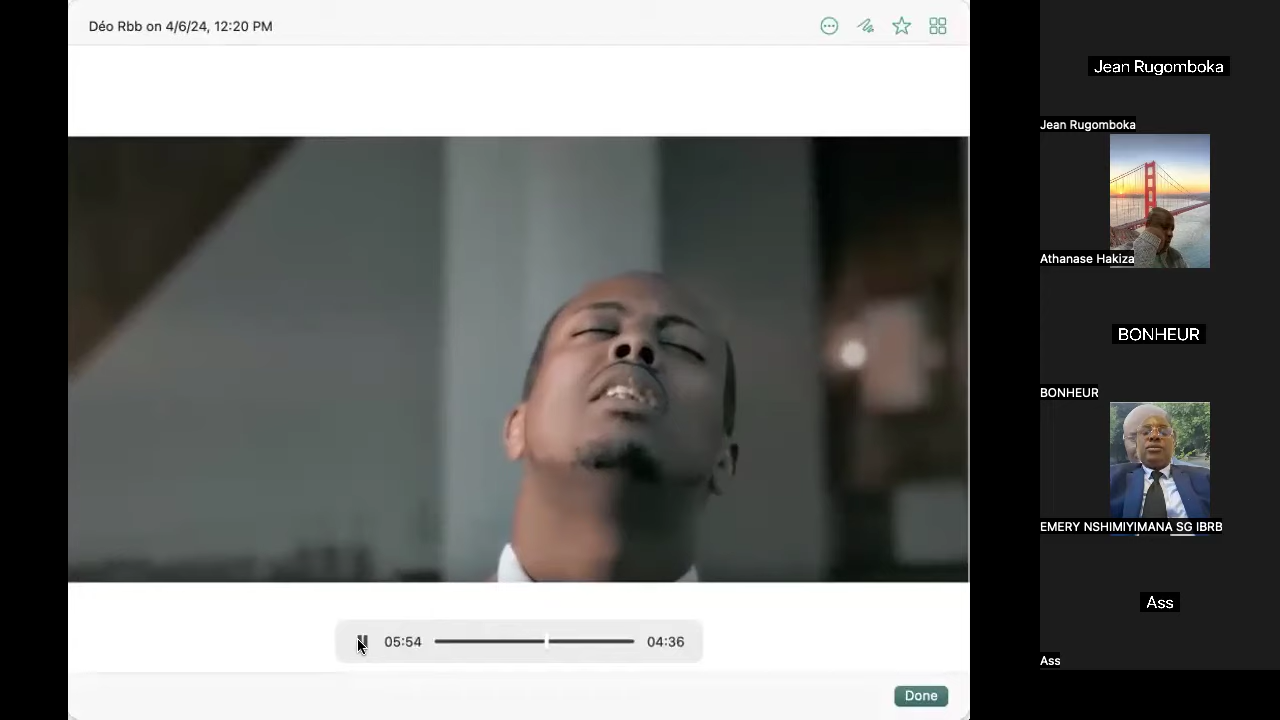 Déo Rbb on 4/6/24, 12:20 PM
Jean Rugomboka
Jean Rugomboka
Athanase Hakiza
BONHEUR
BONHEUR
EMERY NSHIMIYIMANA SG IBRB
Ass
Ass
05:54
04:36
Done